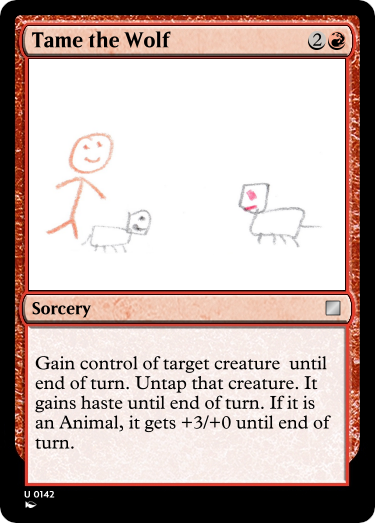 Tame the Wolf 2
Sorcery
Gain control of target creature  until
end of turn. Untap that creature. It
gains haste until end of turn. If it is
an Animal, it gets +3/+0 until end of
turn.
U 0142